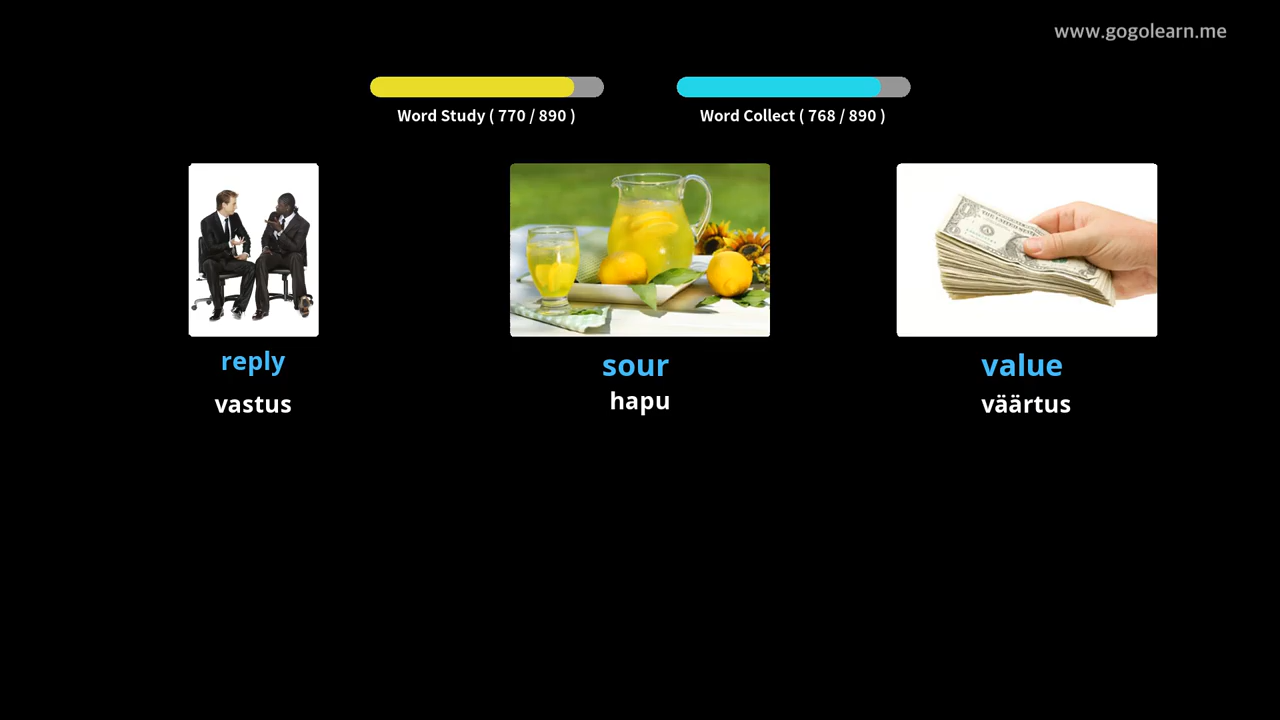 www.gogolearn.me
Word Study ( 770 / 890 )
Word Collect ( 768 / 890 )
reply
vastus
sour
hapu
value
väärtus